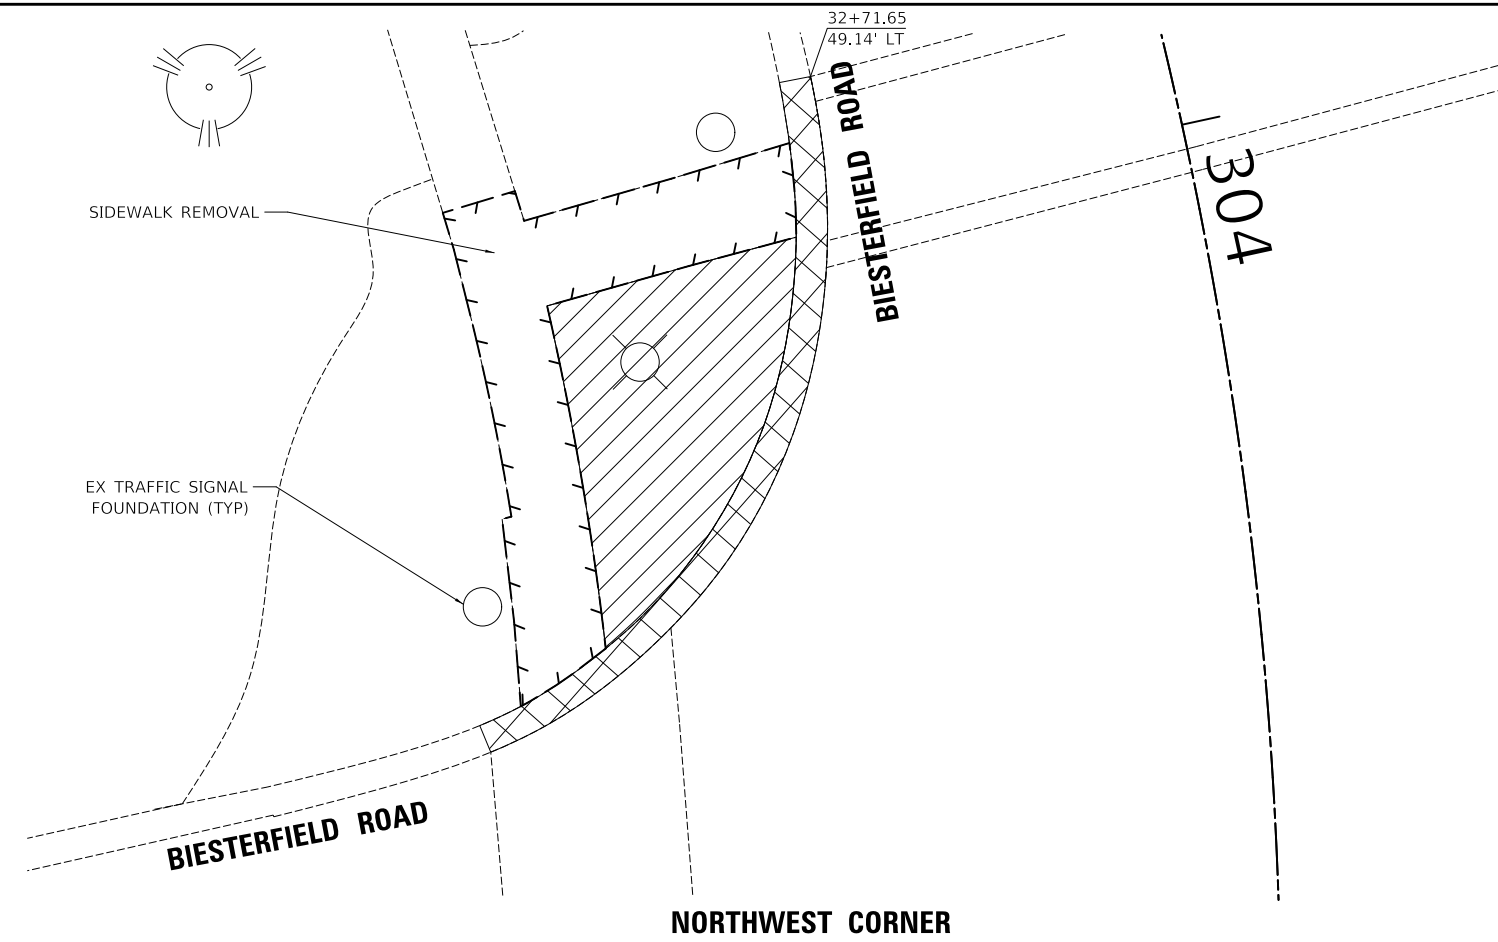 32+71.65
49.14' LT
BIESTERFIELD ROAD
304
SIDEWALK REMOVAL
EX TRAFFIC SIGNAL
FOUNDATION (TYP)
BIESTERFIELD ROAD
NORTHWEST CORNER